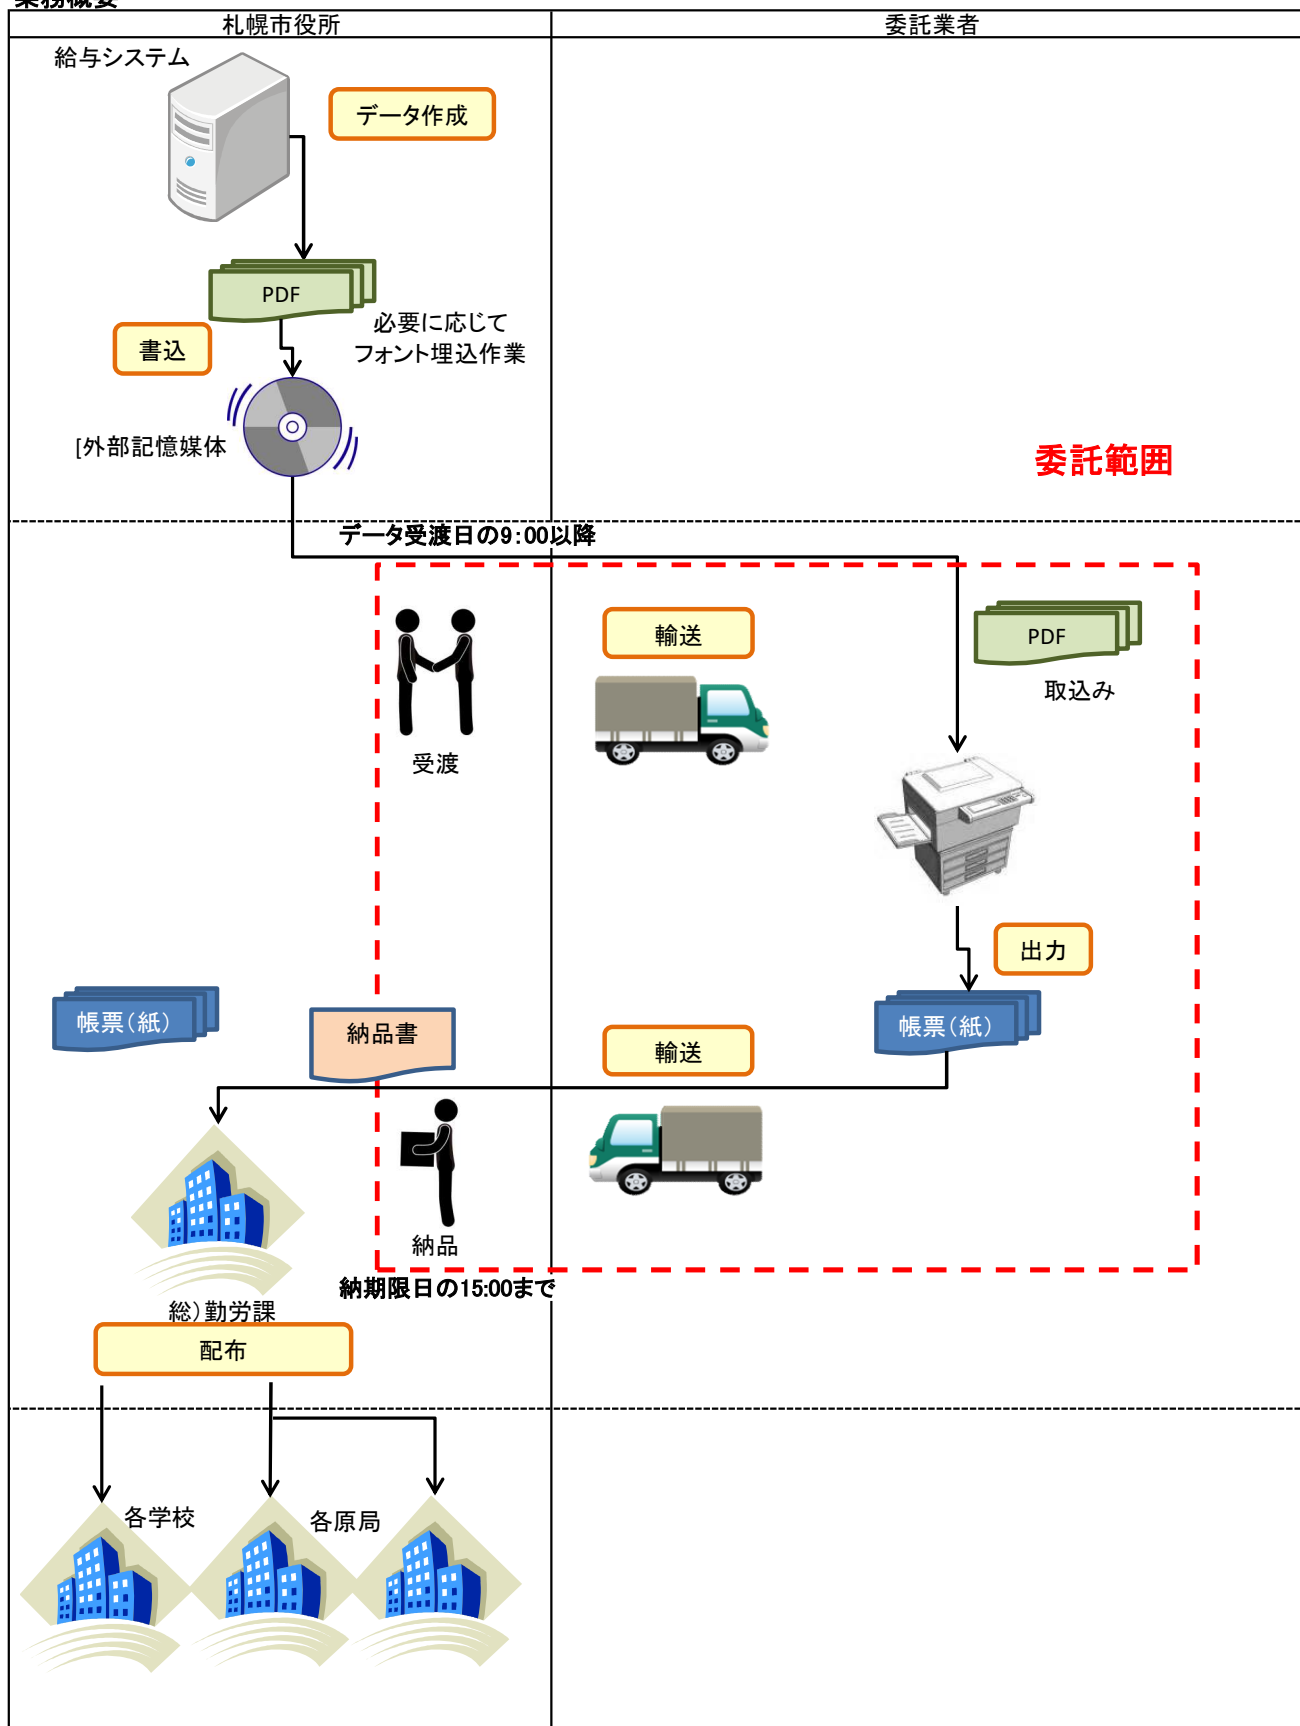 業務概要
札幌市役所
委託業者
給与システム
データ作成
PDF
必要に応じて
フォント埋込作業
書込
[外部記憶媒体
委託範囲
データ受渡日の9:00以降
輸送
PDF
取込み
受渡
出力
帳票(紙)
納品書
輸送
帳票(紙)
納品
納期限日の15:00まで
総)勤労課
配布
各学校
各原局